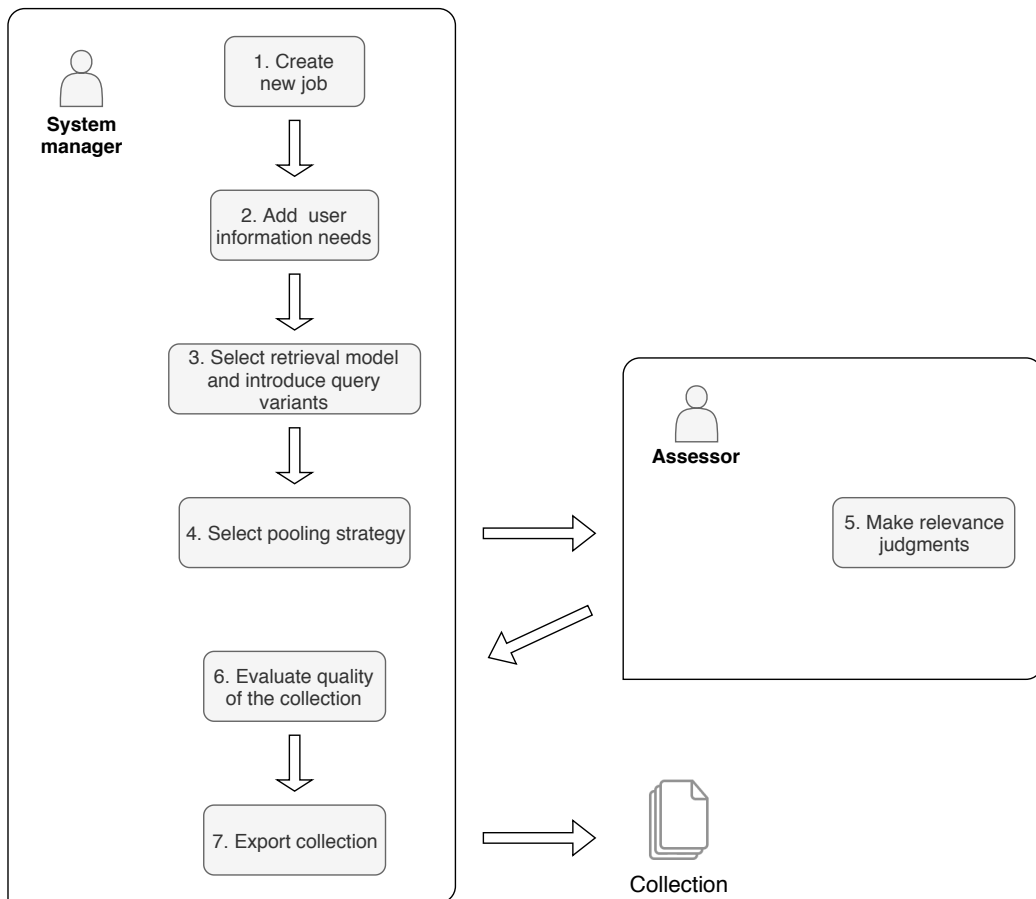 System
manager
1. Create
new job
2. Add user
information needs
3. Select retrieval model
and introduce query
variants
4. Select pooling strategy
Assessor
5. Make relevance
judgments
6. Evaluate quality
of the collection
7. Export collection
Collection